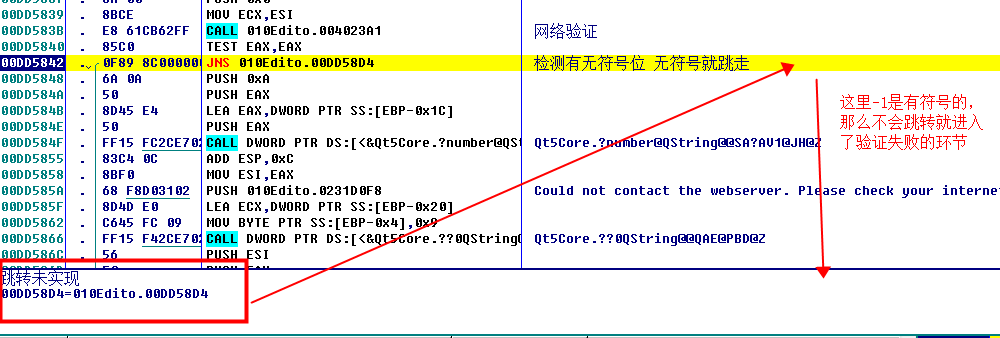 00DD5839 . 8BCE MOV ECX,ESI
00DD583B . E8 61CB62FF CALL 010Edito.004023A1 网络验证
00DD5840 . 85C0 TEST EAX,EAX
00DD5842 . 0F89 8C000000 JNS 010Edito.00DD58D4 检测有无符号位 无符号就跳走
00DD5848 . 6A 0A PUSH 0xA
00DD584A . 50 PUSH EAX
00DD584B . 8D45 E4 LEA EAX,DWORD PTR SS:[EBP-0x1C]
00DD584E . 50 PUSH EAX
00DD584F . FF15 FC2CE702 CALL DWORD PTR DS:[<&Qt5Core.?number@QSt Qt5Core.?number@QString@@SA?AV1@JH@Z
00DD5855 . 83C4 0C ADD ESP,0xC
00DD5858 . 8BF0 MOV ESI,EAX
00DD585A . 68 F8D03102 PUSH 010Edito.0231D0F8 Could not contact the webserver. Please check your interne
00DD585F . 8D4D E0 LEA ECX,DWORD PTR SS:[EBP-0x20]
00DD5862 . C645 FC 09 MOV BYTE PTR SS:[EBP-0x4],0x9
00DD5866 . FF15 F42CE702 CALL DWORD PTR DS:[<&Qt5Core.??0QString@ Qt5Core.??0QString@@QAE@PBD@Z
00DD586C . 56 PUSH ESI
这里-1是有符号的，
那么不会跳转就进入
了验证失败的环节
跳转未实现
00DD58D4=010Edito.00DD58D4